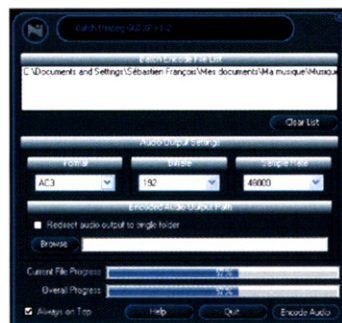 Batch ffmpeg GUI XP v1.2
Batch Encode File List
C:\Documents and Settings\Sébastien François\Mes documents\Ma musique\Musique
Clear List
Audio Output Settings
Format
Bitrate
Sample Rate
AC3
192
48000
Encoded Audio Output Path
Redirect audio output to single folder
Browse
Current File Progress
Overall Progress
Always on Top
Help
Quit
Encode Audio